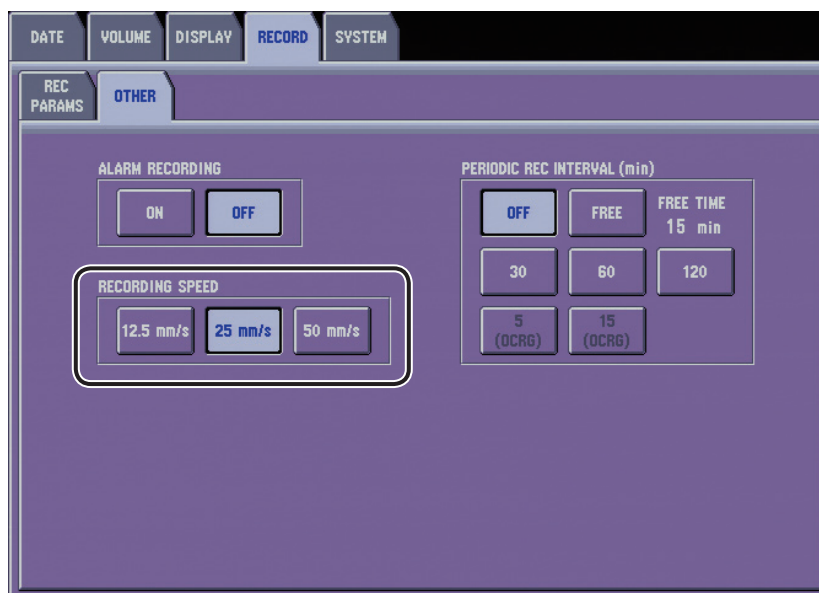 DATE VOLUME DISPLAY RECORD SYSTEM
REC PARAMS OTHER
ALARM RECORDING
ON OFF
RECORDING SPEED
12.5 mm/s 25 mm/s 50 mm/s
PERIODIC REC INTERVAL (min)
OFF FREE FREE TIME
15 min
30 60 120
5 15
(OCRG) (OCRG)